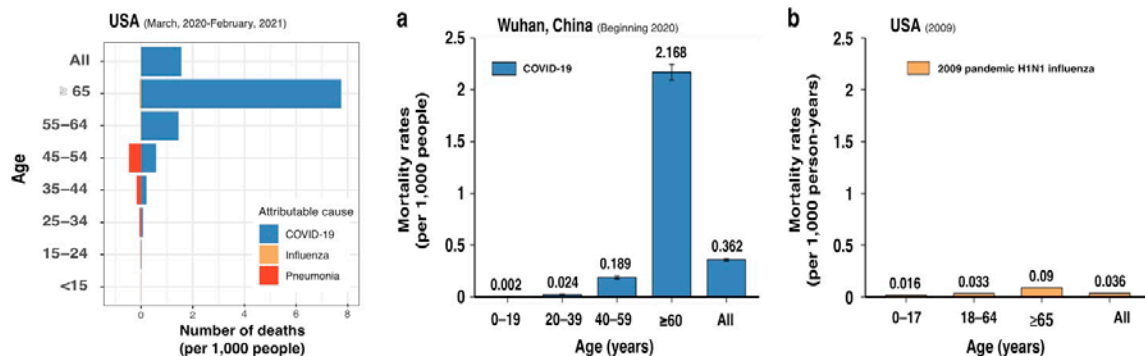 USA (March, 2020-February, 2021)
Age
All
65
55–64
45–54
35–44
25–34
15–24
<15
Attributable cause
COVID-19
Influenza
Pneumonia
0 2 4 6 8
Number of deaths
(per 1,000 people)
a
Wuhan, China (Beginning 2020)
Mortality rates
(per 1,000 people)
2.5
2
1.5
1
0.5
0
COVID-19
0.002
0.024
0.189
2.168
0.362
0–19 20–39 40–59 ≥60 All
Age (years)
b
USA (2009)
Mortality rates
(per 1,000 person-years)
2.5
2
1.5
1
0.5
0
2009 pandemic H1N1 influenza
0.016
0.033
0.09
0.036
0–17 18–64 ≥65 All
Age (years)